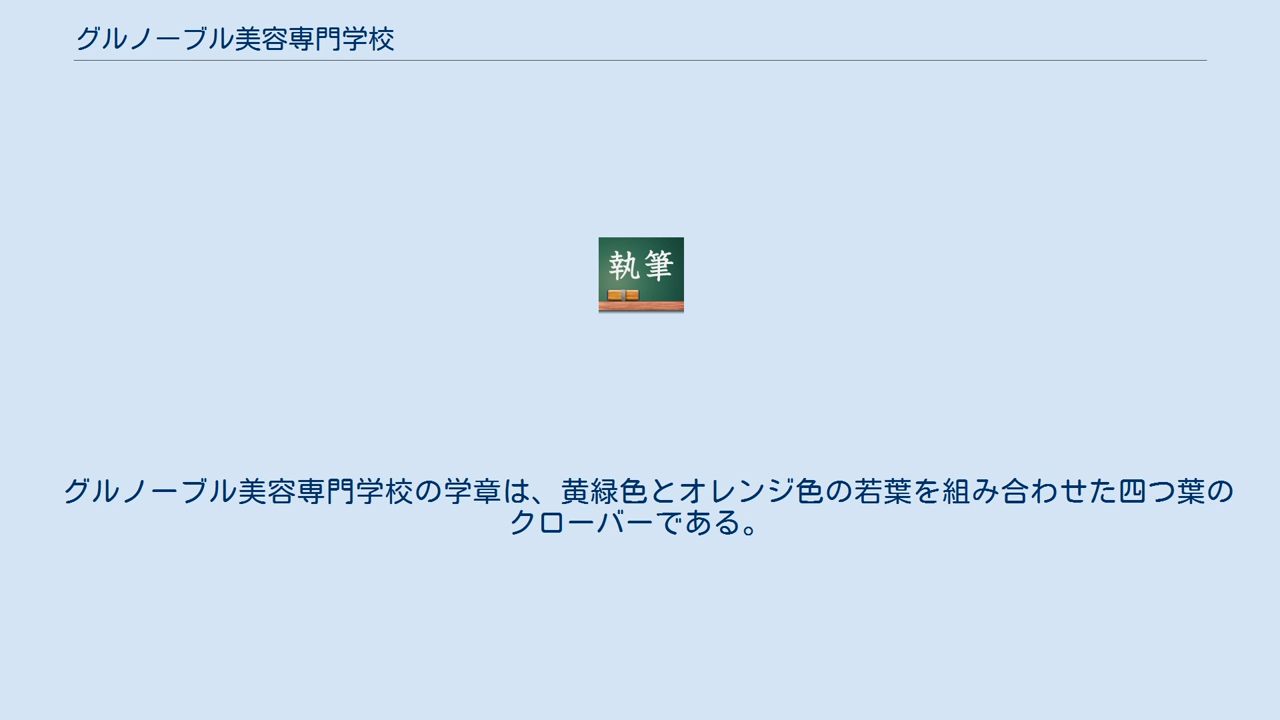 グルノーブル美容専門学校
執筆
グルノーブル美容専門学校の学章は、黄緑色とオレンジ色の若葉を組み合わせた四つ葉の
クローバーである。